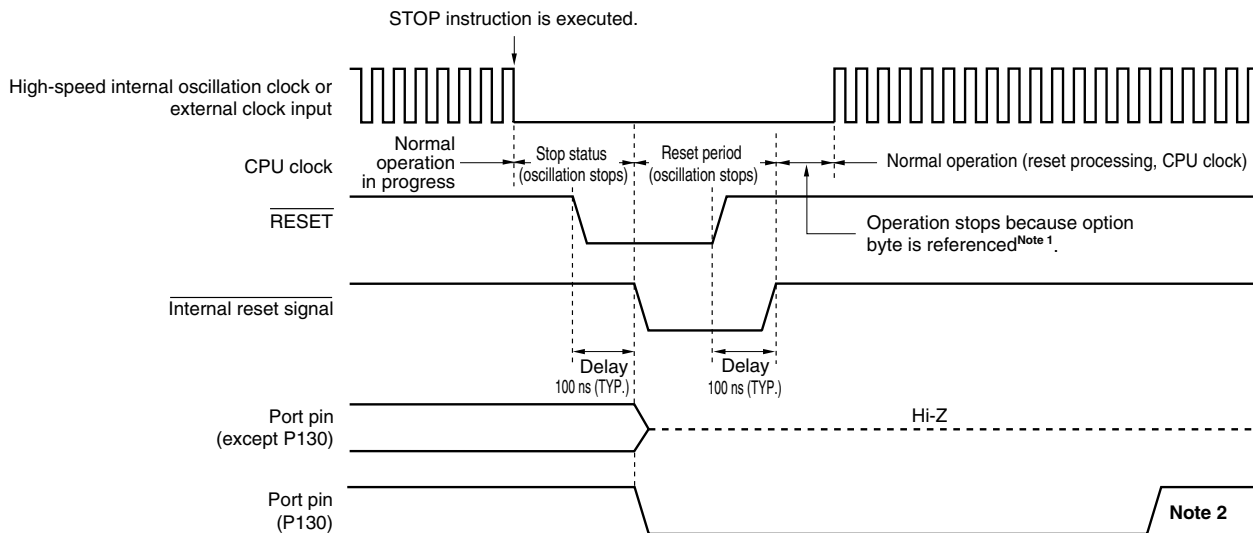 STOP instruction is executed.
High-speed internal oscillation clock or
external clock input
CPU clock
Normal
operation
in progress
Stop status
(oscillation stops)
Reset period
(oscillation stops)
Normal operation (reset processing, CPU clock)
RESET
Operation stops because option
byte is referencedNote 1.
Internal reset signal
Delay
100 ns (TYP.)
Delay
100 ns (TYP.)
Port pin
(except P130)
Hi-Z
Port pin
(P130)
Note 2